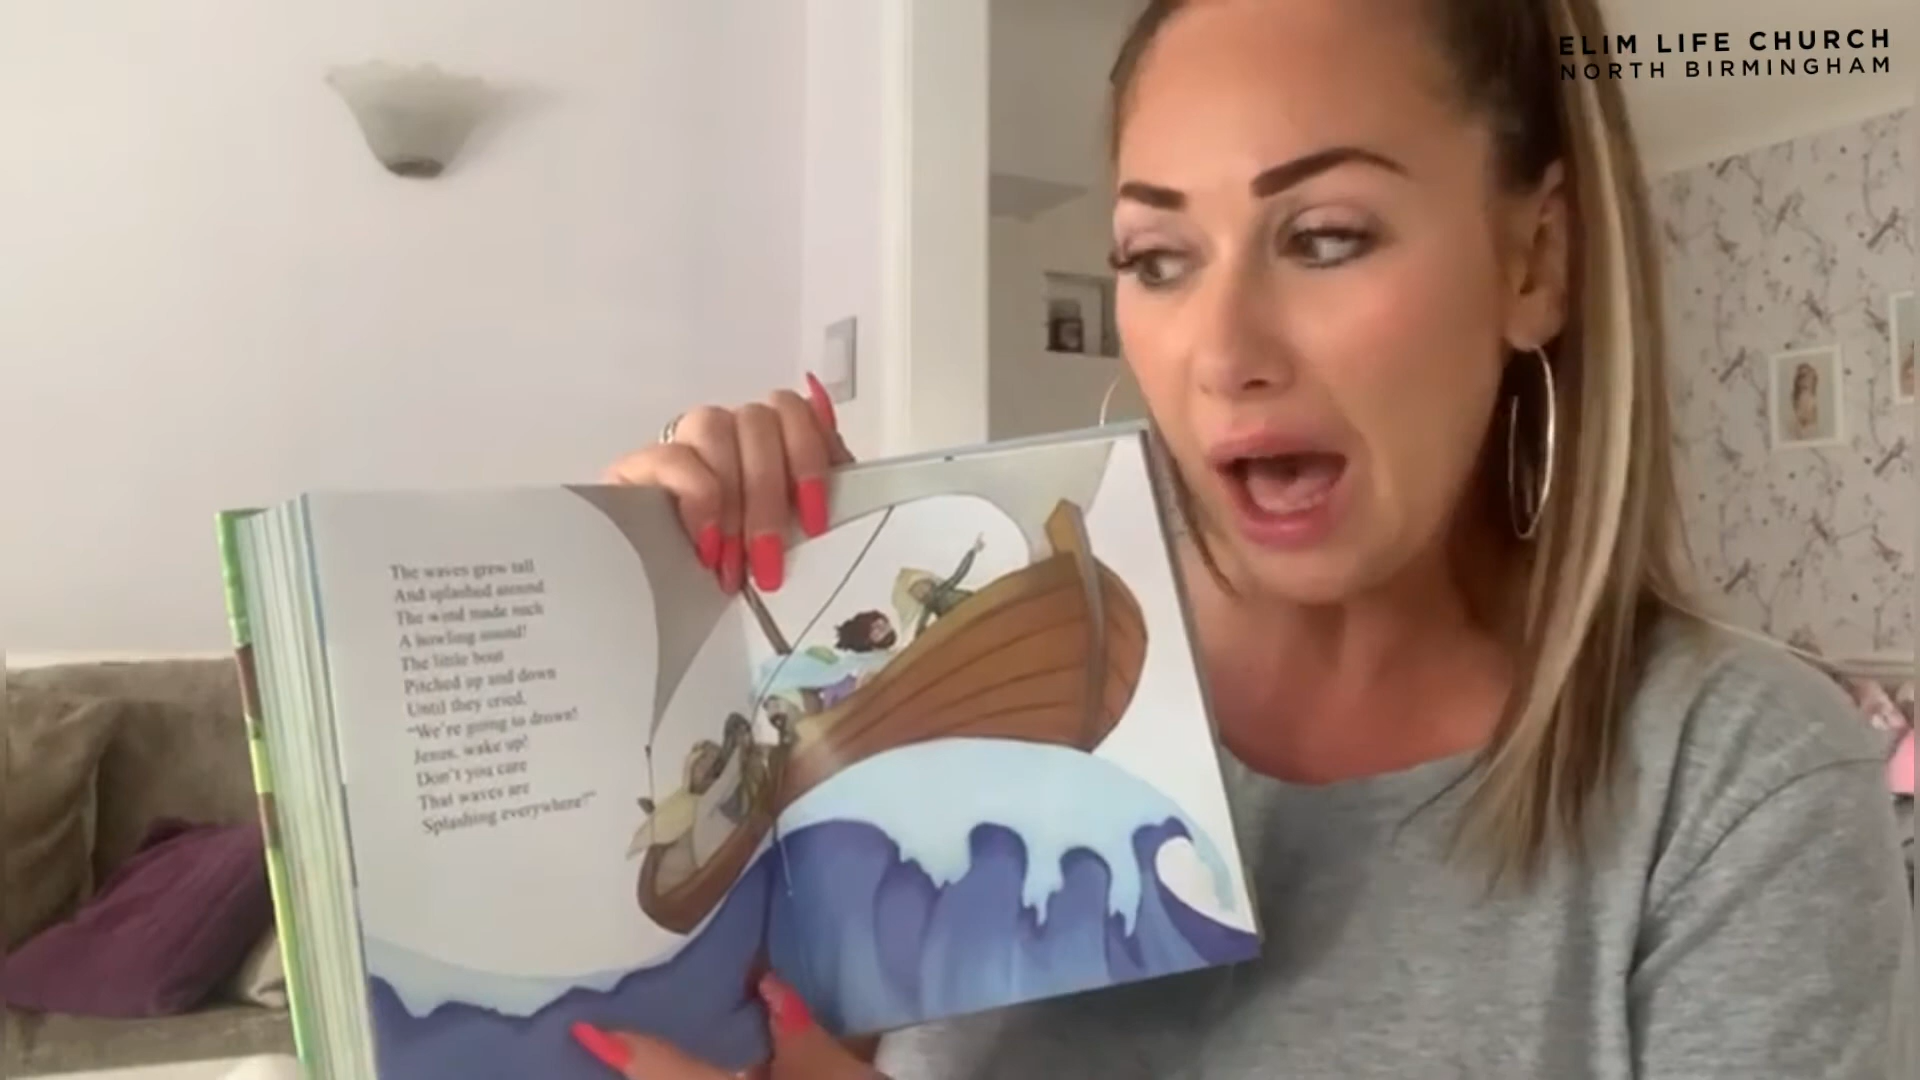 ELIM LIFE CHURCH
NORTH BIRMINGHAM
The waves grew tall
And splashed around
The wind made such
A howling sound!
The little boat
Pitched up and down
Until they cried,
"We're going to drown!
Jesus, wake up!
Don't you care
That waves are
Splashing everywhere?"